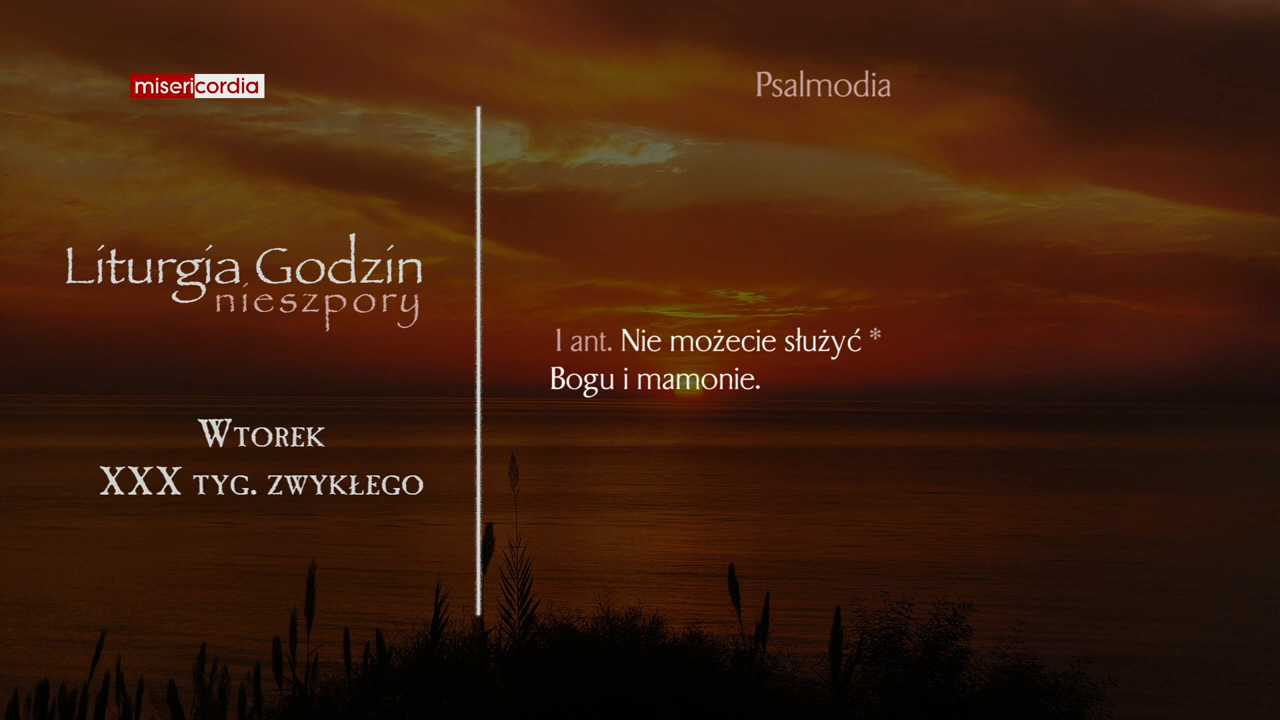 misericordia
Psalmodia
Liturgia Godzin
nieszpory
I ant. Nie możecie służyć *
Bogu i mamonie.
Wtorek
XXX tyg. zwykłego